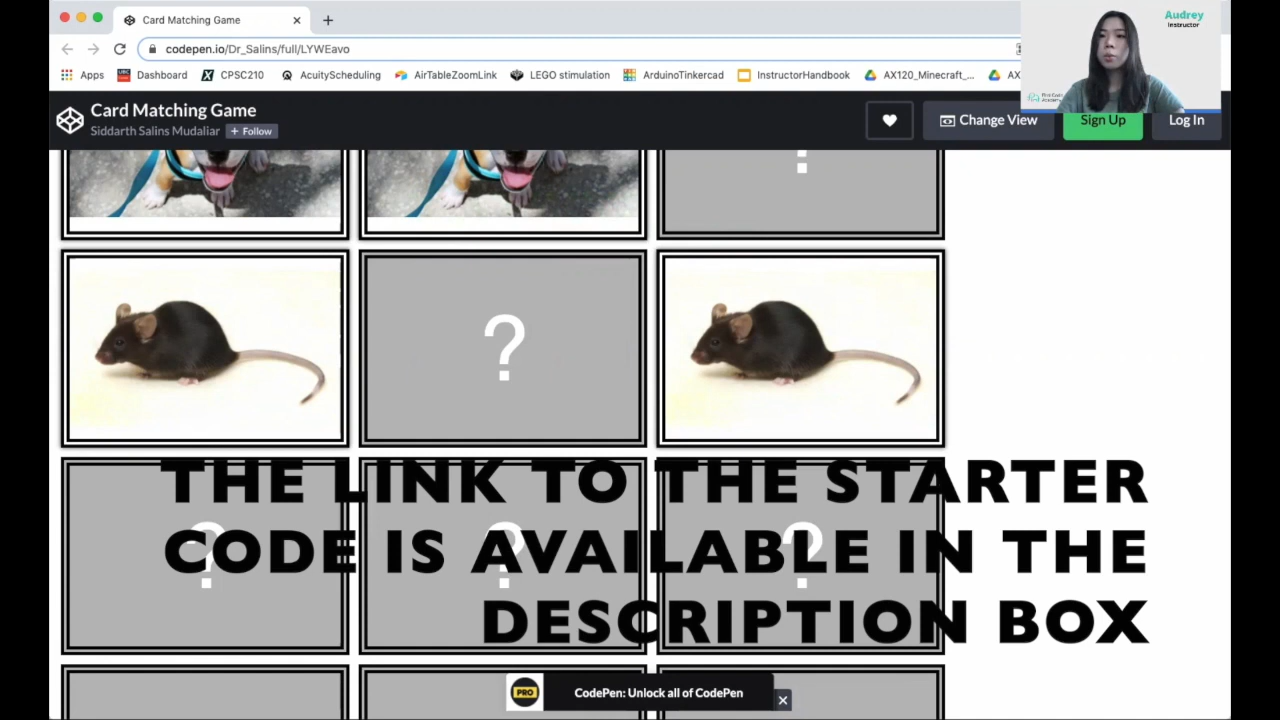 Card Matching Game
codepen.io/Dr_Salins/full/LYWEavo
Apps Dashboard CPSC210 AcuityScheduling AirTableZoomLink LEGO stimulation ArduinoTinkercad InstructorHandbook AX120_Minecraft_... AX
Audrey
Instructor
Card Matching Game
Siddarth Salins Mudaliar + Follow
Change View Sign Up Log In
?
?
? ? ?
THE LINK TO THE STARTER
CODE IS AVAILABLE IN THE
DESCRIPTION BOX
PRO CodePen: Unlock all of CodePen